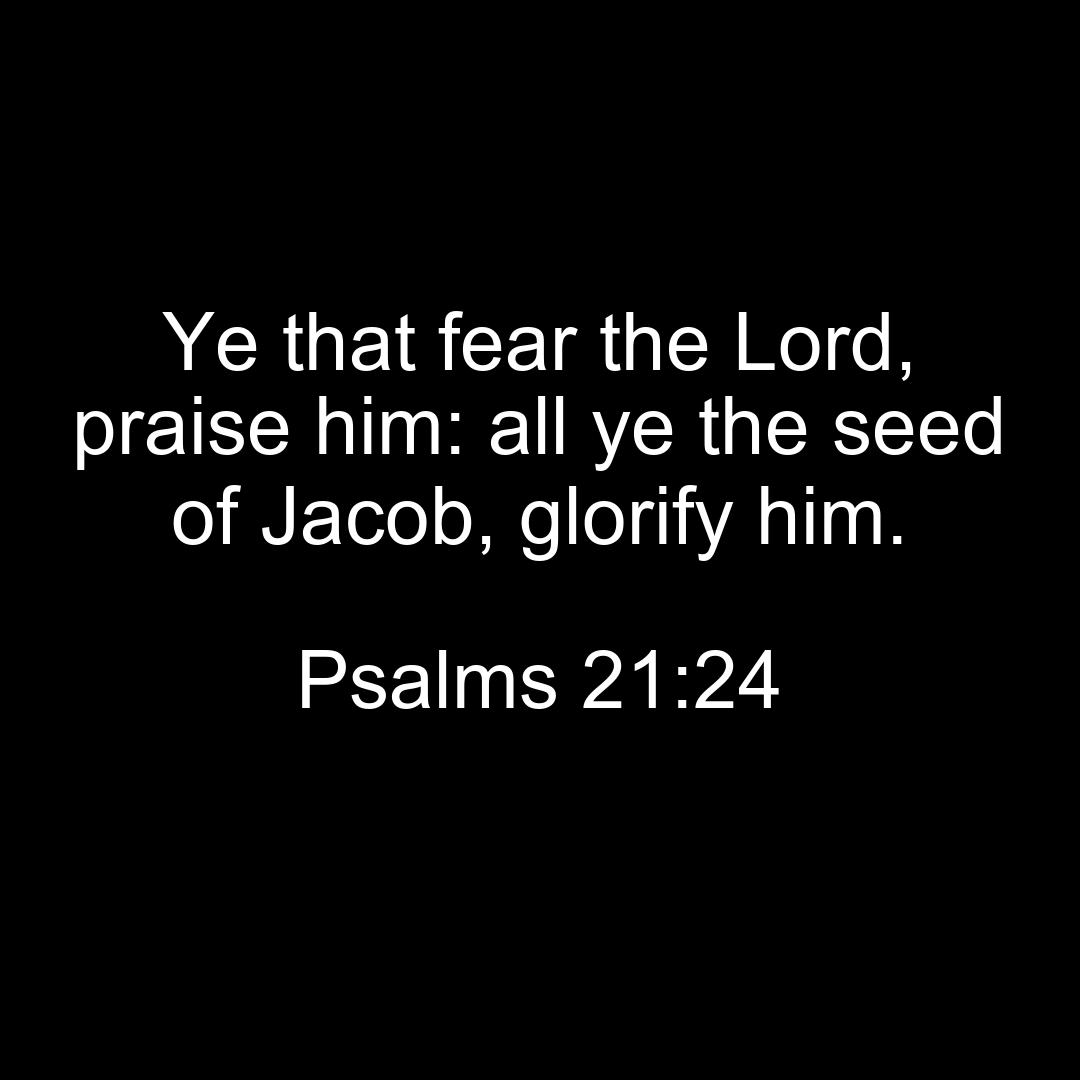 Ye that fear the Lord,
praise him: all ye the seed
of Jacob, glorify him.
Psalms 21:24